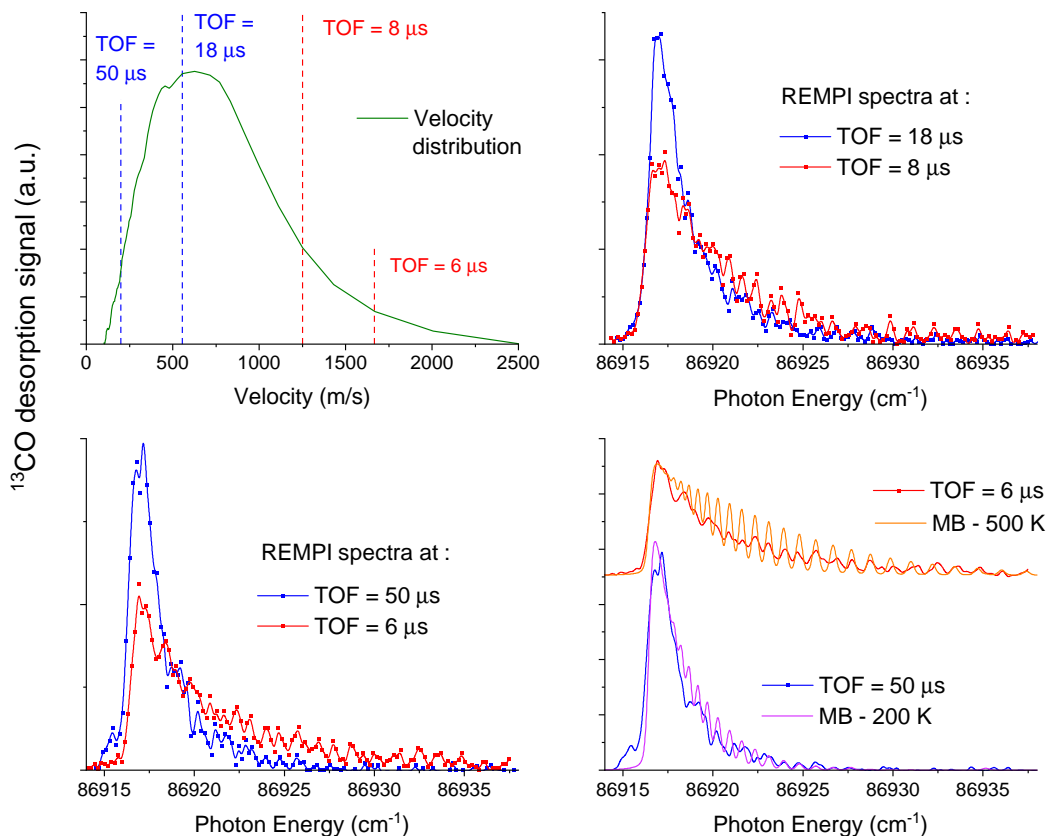 ¹³CO desorption signal (a.u.)
TOF =
50 µs
TOF =
18 µs
TOF = 8 µs
TOF = 6 µs
Velocity
distribution
0 500 1000 1500 2000 2500
Velocity (m/s)
REMPI spectra at :
TOF = 18 µs
TOF = 8 µs
86915 86920 86925 86930 86935
Photon Energy (cm⁻¹)
REMPI spectra at :
TOF = 50 µs
TOF = 6 µs
86915 86920 86925 86930 86935
Photon Energy (cm⁻¹)
TOF = 6 µs
MB - 500 K
TOF = 50 µs
MB - 200 K
86915 86920 86925 86930 86935
Photon Energy (cm⁻¹)